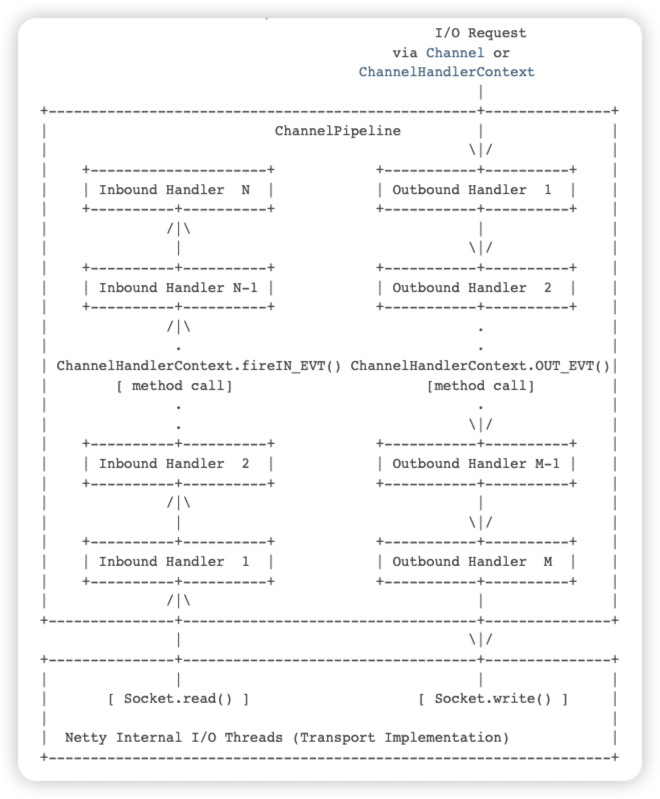 I/O Request
via Channel or
ChannelHandlerContext
|
+---------------------------------------------------+---------------+
|                           ChannelPipeline         |               |
|                                                  \|/              |
|    +---------------------+            +-----------+----------+    |
|    | Inbound Handler  N  |            | Outbound Handler  1  |    |
|    +----------+----------+            +-----------+----------+    |
|              /|\                                  |               |
|               |                                  \|/              |
|    +----------+----------+            +-----------+----------+    |
|    | Inbound Handler N-1 |            | Outbound Handler  2  |    |
|    +----------+----------+            +-----------+----------+    |
|              /|\                                  .               |
|               .                                   .               |
| ChannelHandlerContext.fireIN_EVT() ChannelHandlerContext.OUT_EVT()|
|        [ method call]                       [method call]         |
|               .                                   .               |
|               .                                  \|/              |
|    +----------+----------+            +-----------+----------+    |
|    | Inbound Handler  2  |            | Outbound Handler M-1 |    |
|    +----------+----------+            +-----------+----------+    |
|              /|\                                  |               |
|               |                                  \|/              |
|    +----------+----------+            +-----------+----------+    |
|    | Inbound Handler  1  |            | Outbound Handler  M  |    |
|    +----------+----------+            +-----------+----------+    |
|              /|\                                  |               |
+---------------+-----------------------------------+---------------+
                |                                  \|/
+---------------+-----------------------------------+---------------+
|               |                                   |               |
|       [ Socket.read() ]                    [ Socket.write() ]     |
|                                                                   |
|  Netty Internal I/O Threads (Transport Implementation)            |
+-------------------------------------------------------------------+